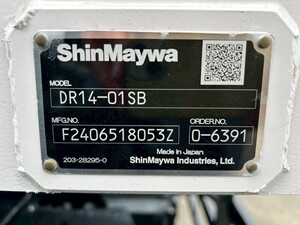 ShinMaywa
MODEL
DR14-01SB
MFG.NO. ORDER.NO.
F2406518053Z 0-6391
Made in Japan
203-28295-0 ShinMaywa Industries, Ltd.